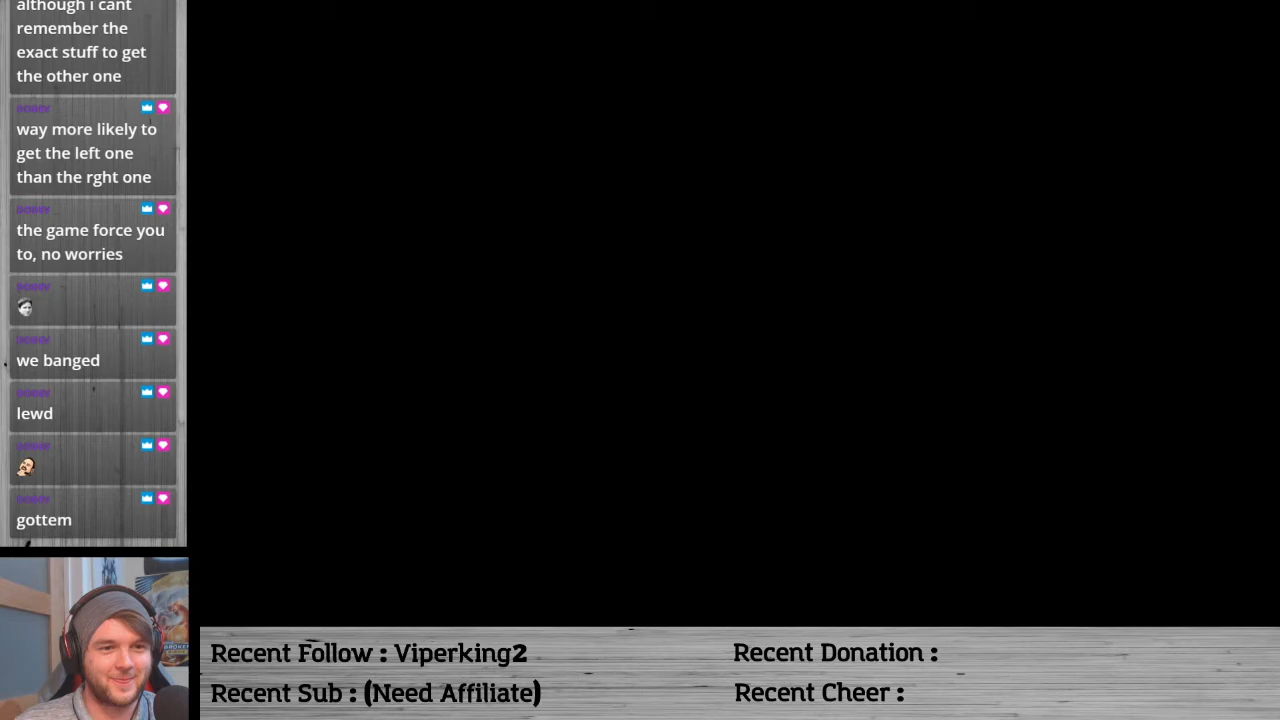 although i cant
remember the
exact stuff to get
the other one
way more likely to
get the left one
than the rght one
the game force you
to, no worries
we banged
lewd
gottem
Recent Follow : Viperking2
Recent Donation :
Recent Sub : (Need Affiliate)
Recent Cheer :